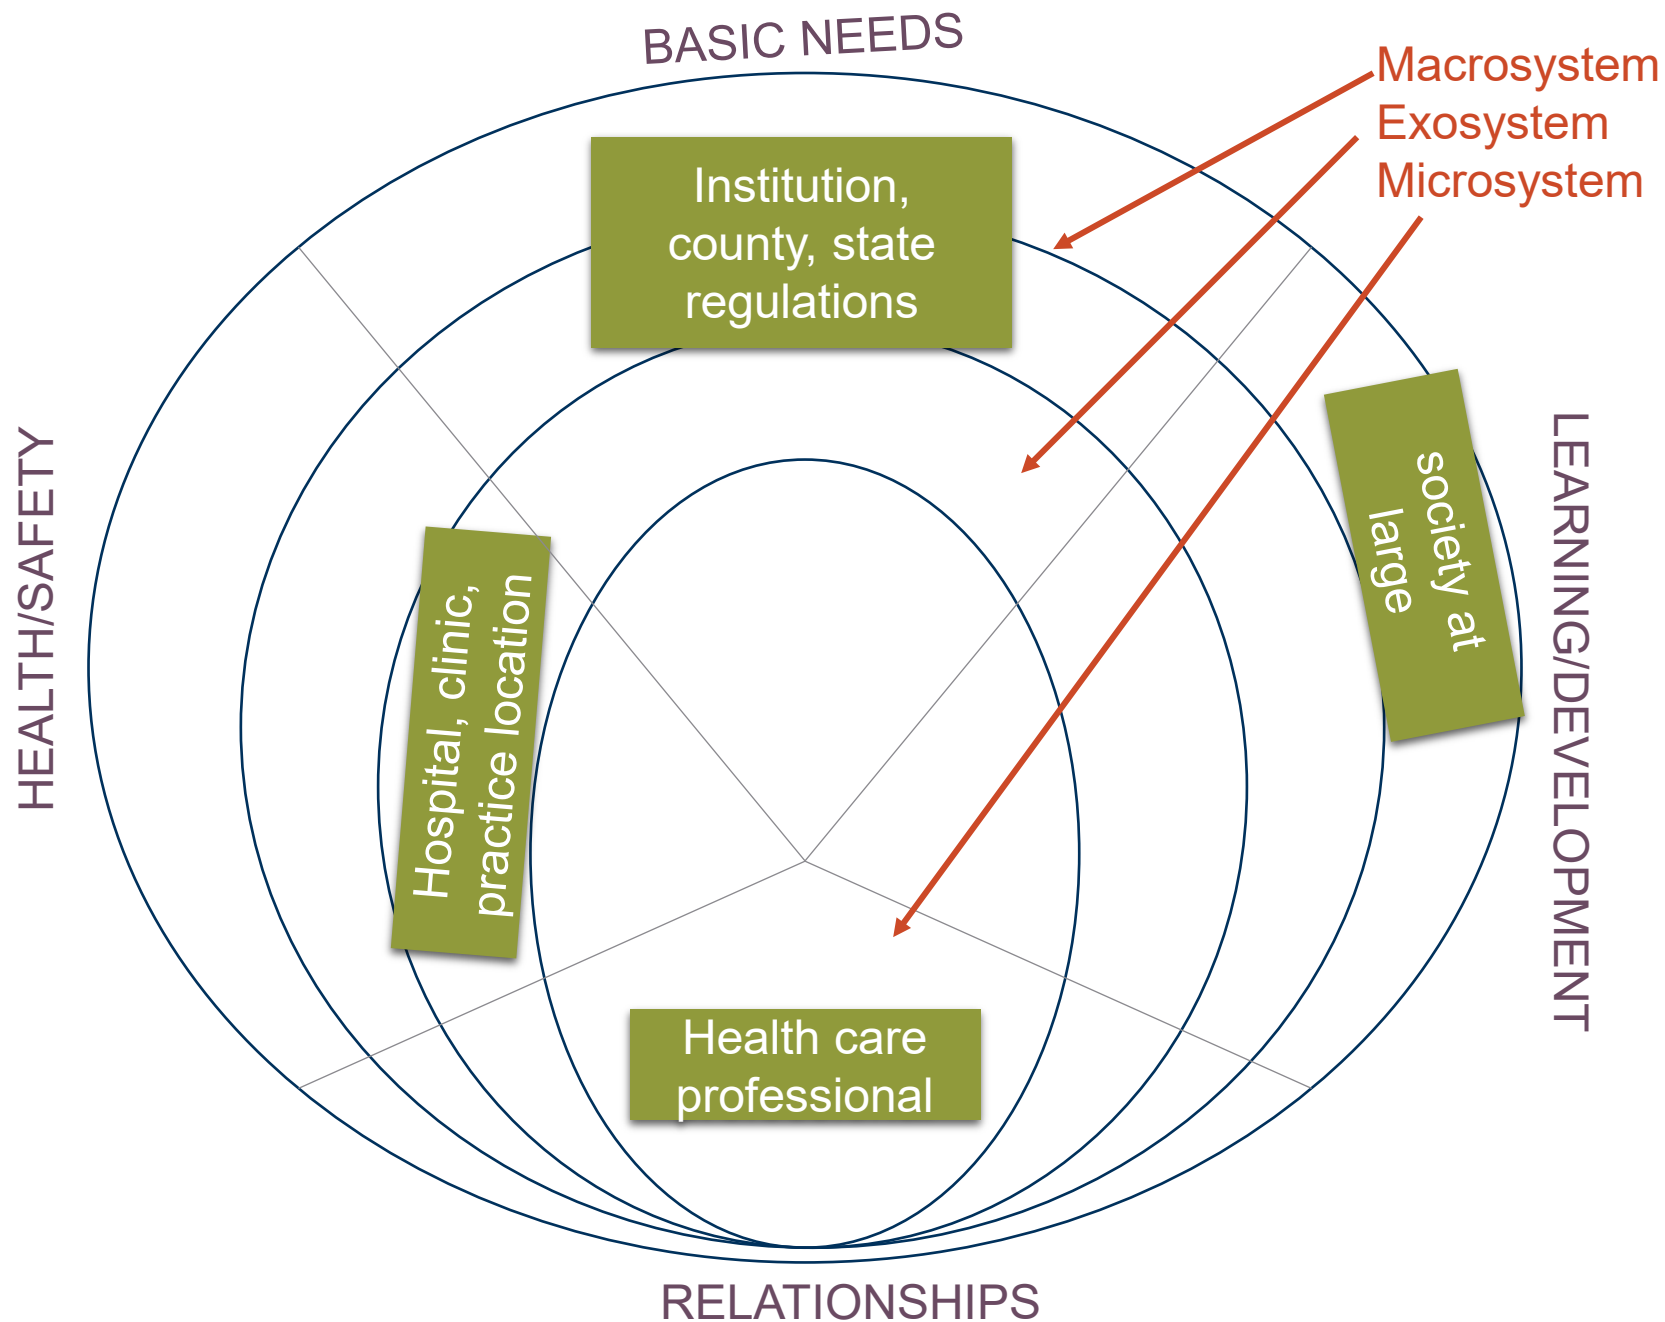 BASIC NEEDS
Macrosystem
Exosystem
Microsystem
Institution,
county, state
regulations
HEALTH/SAFETY
society at
large
LEARNING/DEVELOPMENT
Hospital, clinic,
practice location
Health care
professional
RELATIONSHIPS